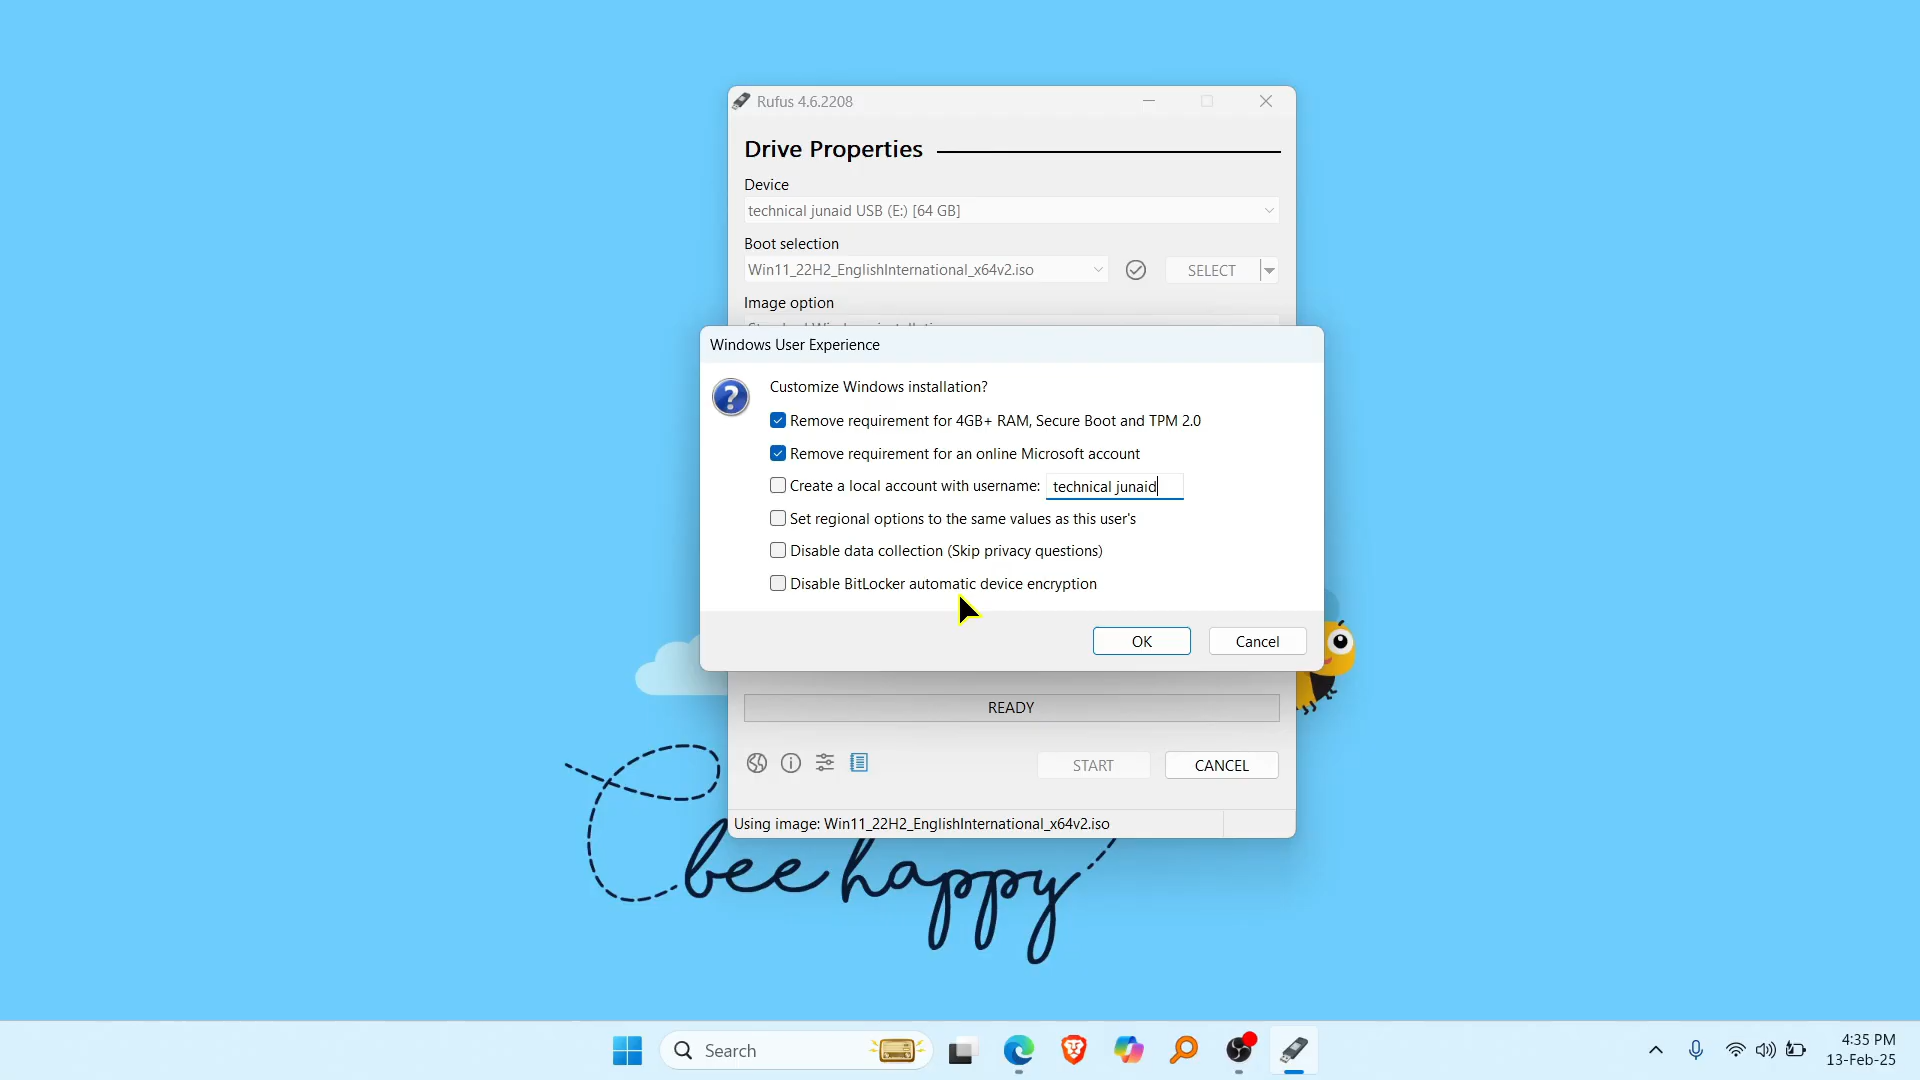 Rufus 4.6.2208
Drive Properties
Device
technical junaid USB (E:) [64 GB]
Boot selection
Win11_22H2_EnglishInternational_x64v2.iso
SELECT
Image option
Windows User Experience
Customize Windows installation?
Remove requirement for 4GB+ RAM, Secure Boot and TPM 2.0
Remove requirement for an online Microsoft account
Create a local account with username: technical junaid
Set regional options to the same values as this user's
Disable data collection (Skip privacy questions)
Disable BitLocker automatic device encryption
OK Cancel
READY
START CANCEL
Using image: Win11_22H2_EnglishInternational_x64v2.iso
bee happy
Search
4:35 PM
13-Feb-25